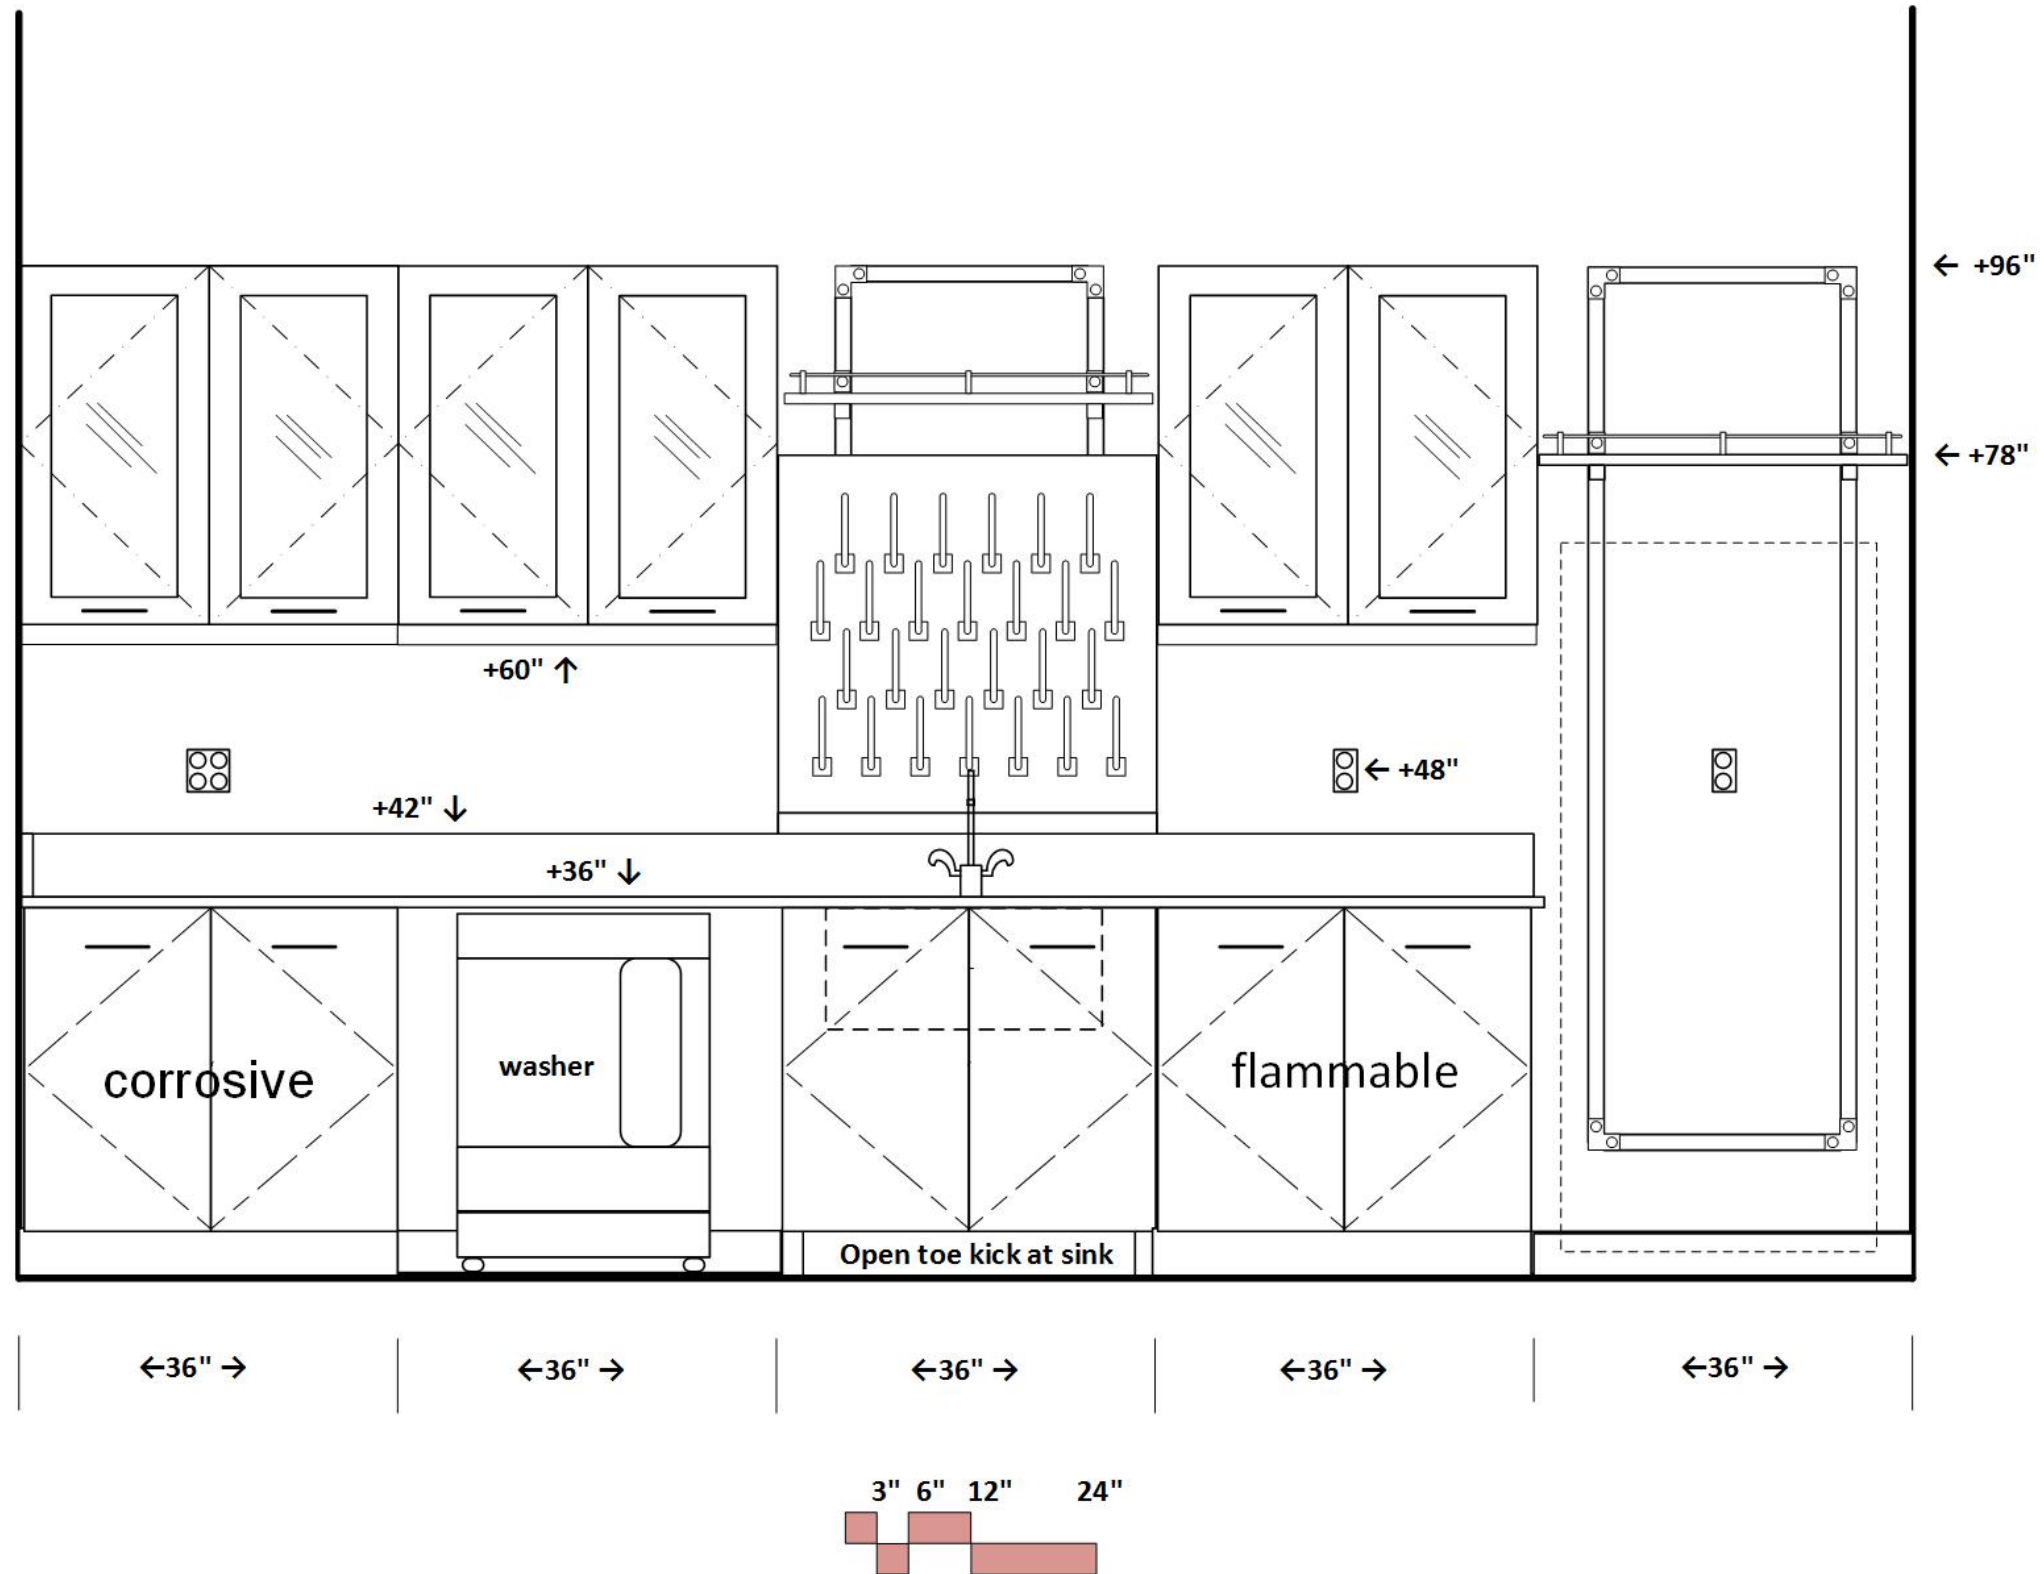 ← +96"
← +78"
+60" ↑
← +48"
+42" ↓
+36" ↓
corrosive
washer
flammable
Open toe kick at sink
←36" →
←36" →
←36" →
←36" →
←36" →
3" 6" 12" 24"